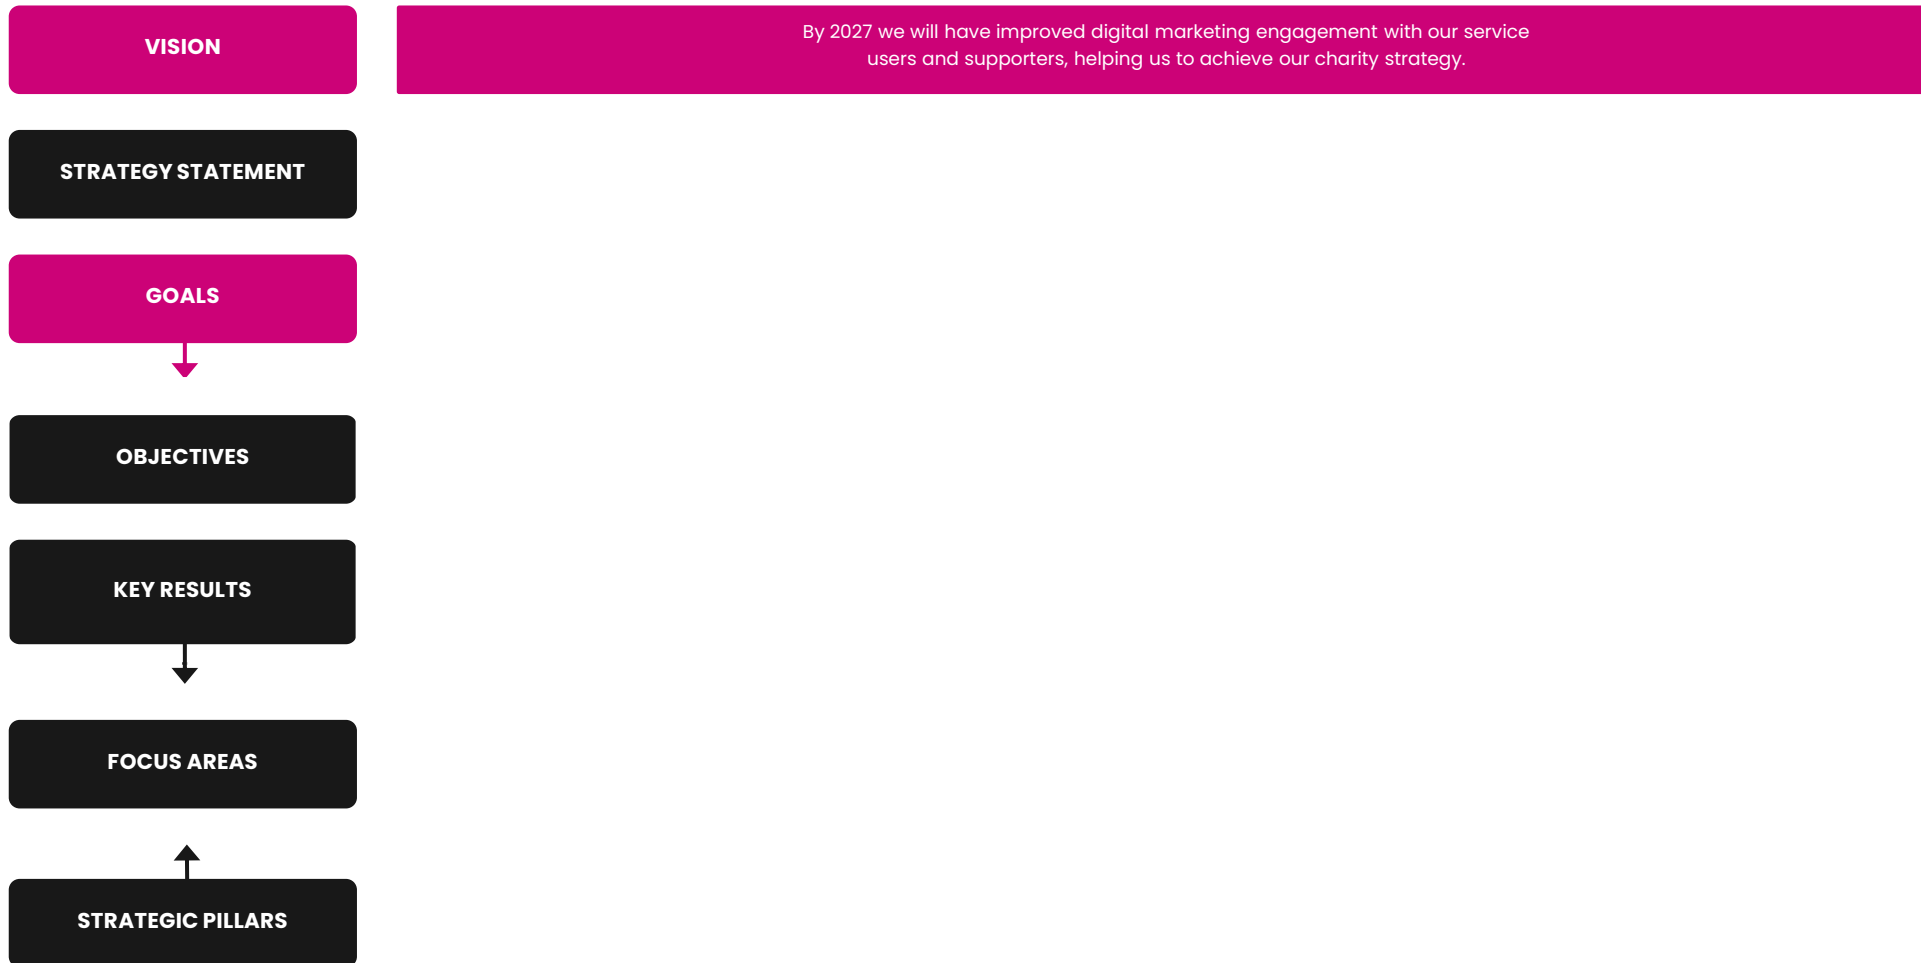 VISION
By 2027 we will have improved digital marketing engagement with our service
users and supporters, helping us to achieve our charity strategy.
STRATEGY STATEMENT
GOALS
OBJECTIVES
KEY RESULTS
FOCUS AREAS
STRATEGIC PILLARS